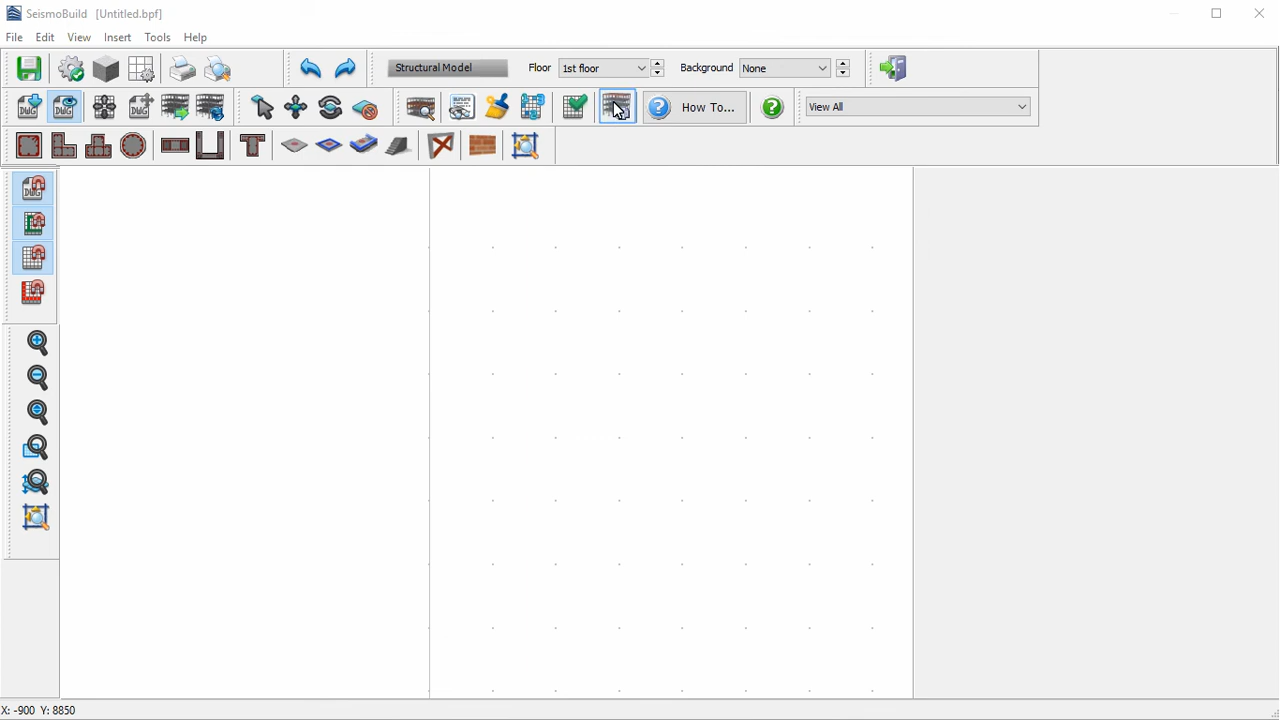 SeismoBuild [Untitled.bpf]
File Edit View Insert Tools Help
Structural Model Floor 1st floor Background None
How To... View All
X: -900 Y: 8850